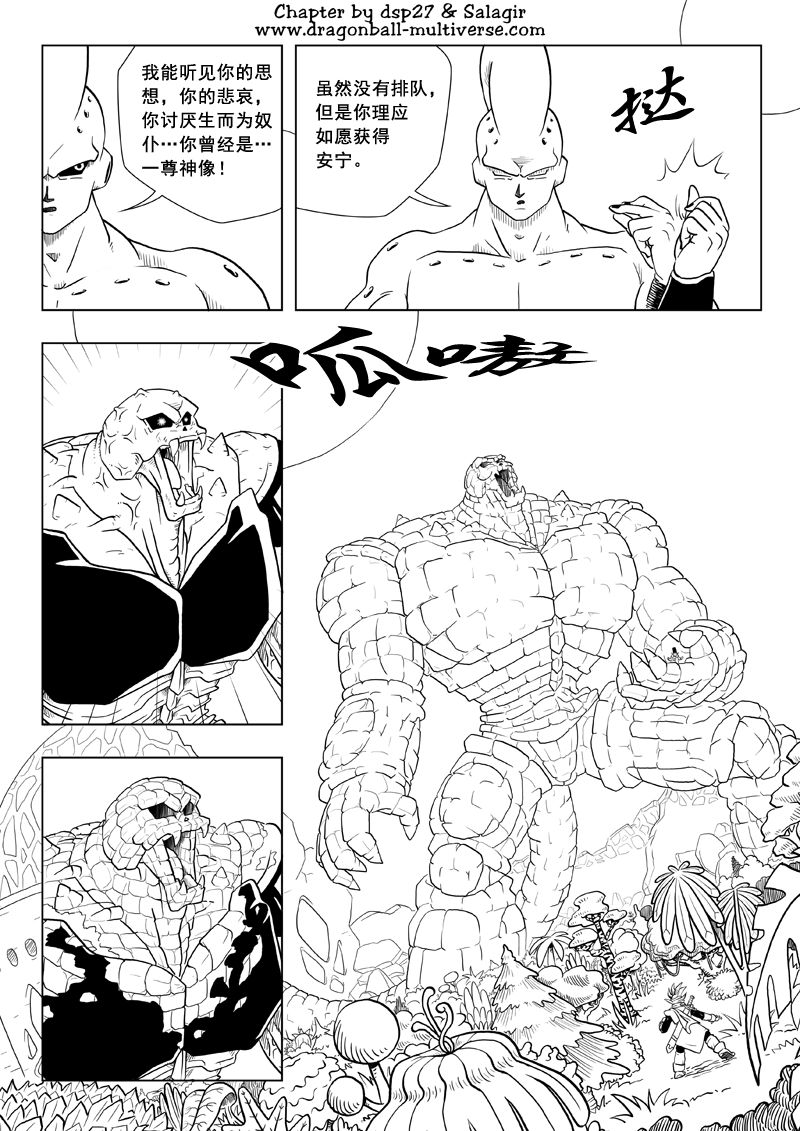 Chapter by dsp27 & Salagir
www.dragonball-multiverse.com
我能听见你的思
想，你的悲哀，
你讨厌生而为奴
仆…你曾经是…
一尊神像！
虽然没有排队，
但是你理应
如愿获得
安宁。
挞
呱嗷